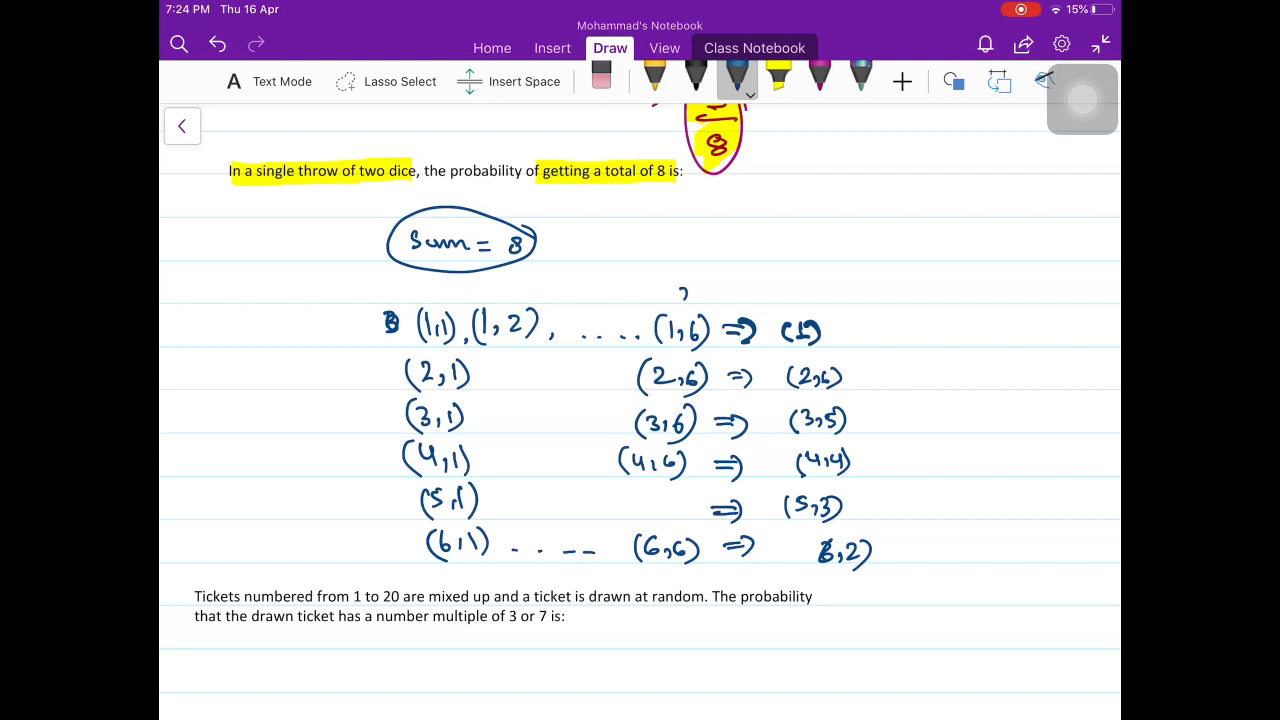 7:24 PM Thu 16 Apr
15%
Mohammad's Notebook
Home Insert Draw View Class Notebook
Text Mode Lasso Select Insert Space
8
In a single throw of two dice, the probability of getting a total of 8 is:
Sum = 8
(1,1), (1,2), .... (1,6) ⇒
(2,1) (2,6) ⇒ (2,6)
(3,1) (3,6) ⇒ (3,5)
(4,1) (4,6) ⇒ (4,4)
(5,1) ⇒ (5,3)
(6,1) .. -- (6,6) ⇒ 6,2)
Tickets numbered from 1 to 20 are mixed up and a ticket is drawn at random. The probability
that the drawn ticket has a number multiple of 3 or 7 is: